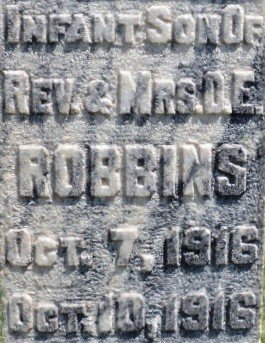 INFANT SON OF
REV. & MRS. D.E.
ROBBINS
OCT. 7, 1916
OCT. 10, 1916